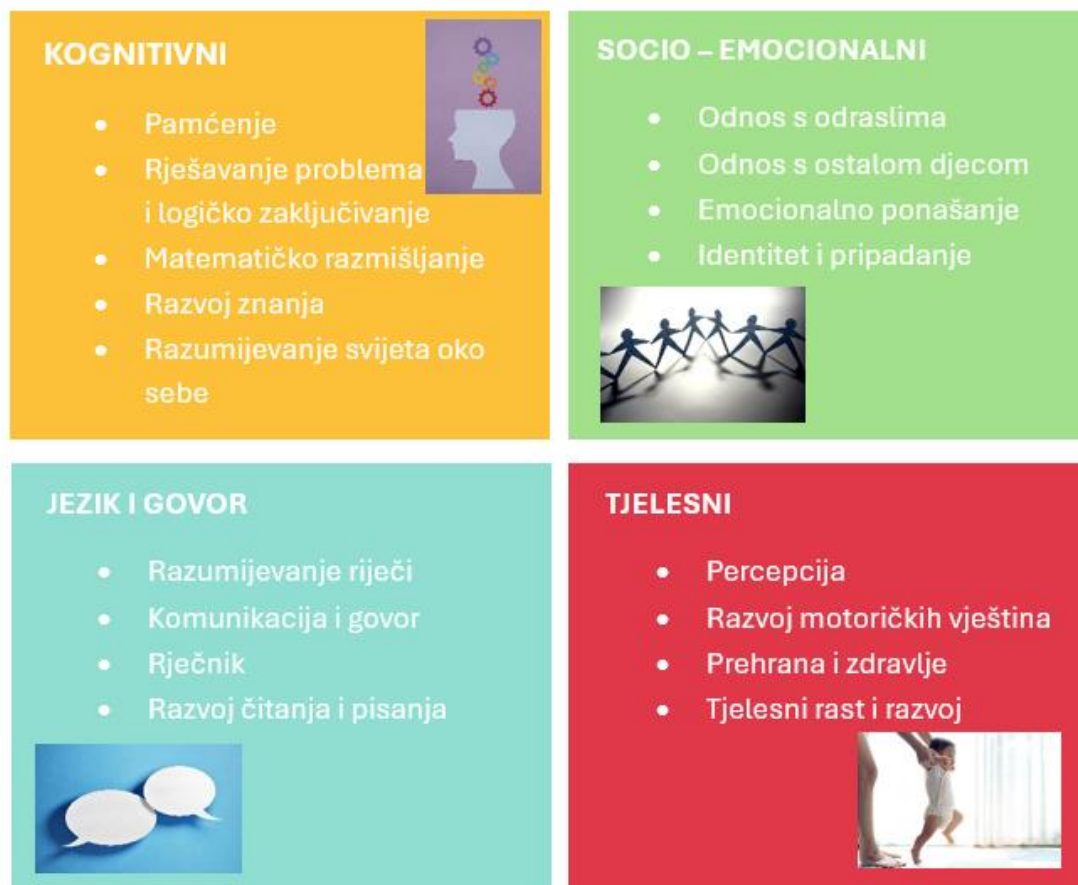 KOGNITIVNI
• Pamćenje
• Rješavanje problema
i logičko zaključivanje
• Matematičko razmišljanje
• Razvoj znanja
• Razumijevanje svijeta oko
sebe
SOCIO – EMOCIONALNI
• Odnos s odraslima
• Odnos s ostalom djecom
• Emocionalno ponašanje
• Identitet i pripadanje
JEZIK I GOVOR
• Razumijevanje riječi
• Komunikacija i govor
• Rječnik
• Razvoj čitanja i pisanja
TJELESNI
• Percepcija
• Razvoj motoričkih vještina
• Prehrana i zdravlje
• Tjelesni rast i razvoj